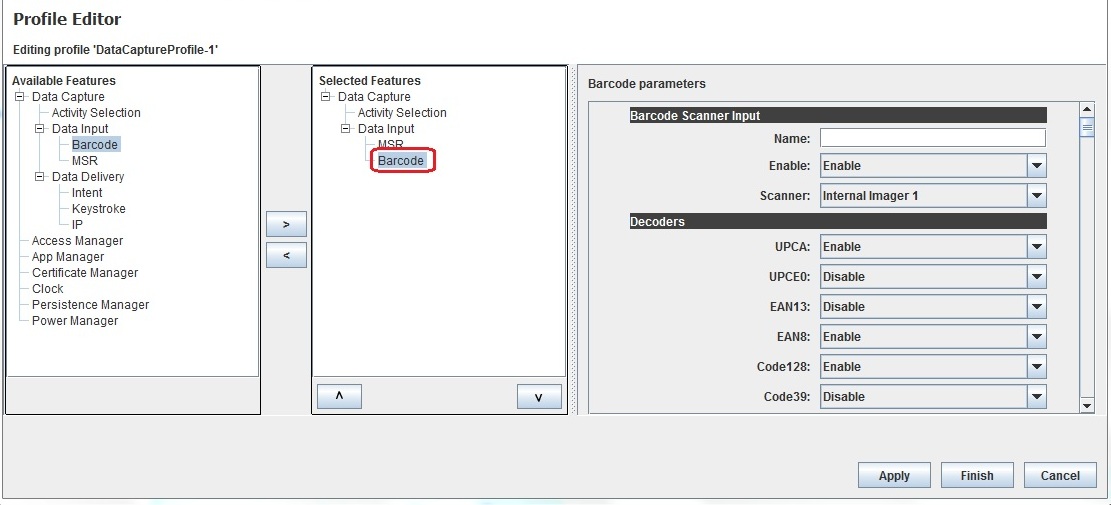 Profile Editor
Editing profile 'DataCaptureProfile-1'
Available Features
Data Capture
Activity Selection
Data Input
Barcode
MSR
Data Delivery
Intent
Keystroke
IP
Access Manager
App Manager
Certificate Manager
Clock
Persistence Manager
Power Manager
>
<
Selected Features
Data Capture
Activity Selection
Data Input
MSR
Barcode
^
v
Barcode parameters
Barcode Scanner Input
Name:
Enable: Enable
Scanner: Internal Imager 1
Decoders
UPCA: Enable
UPCE0: Disable
EAN13: Disable
EAN8: Enable
Code128: Enable
Code39: Disable
Apply Finish Cancel